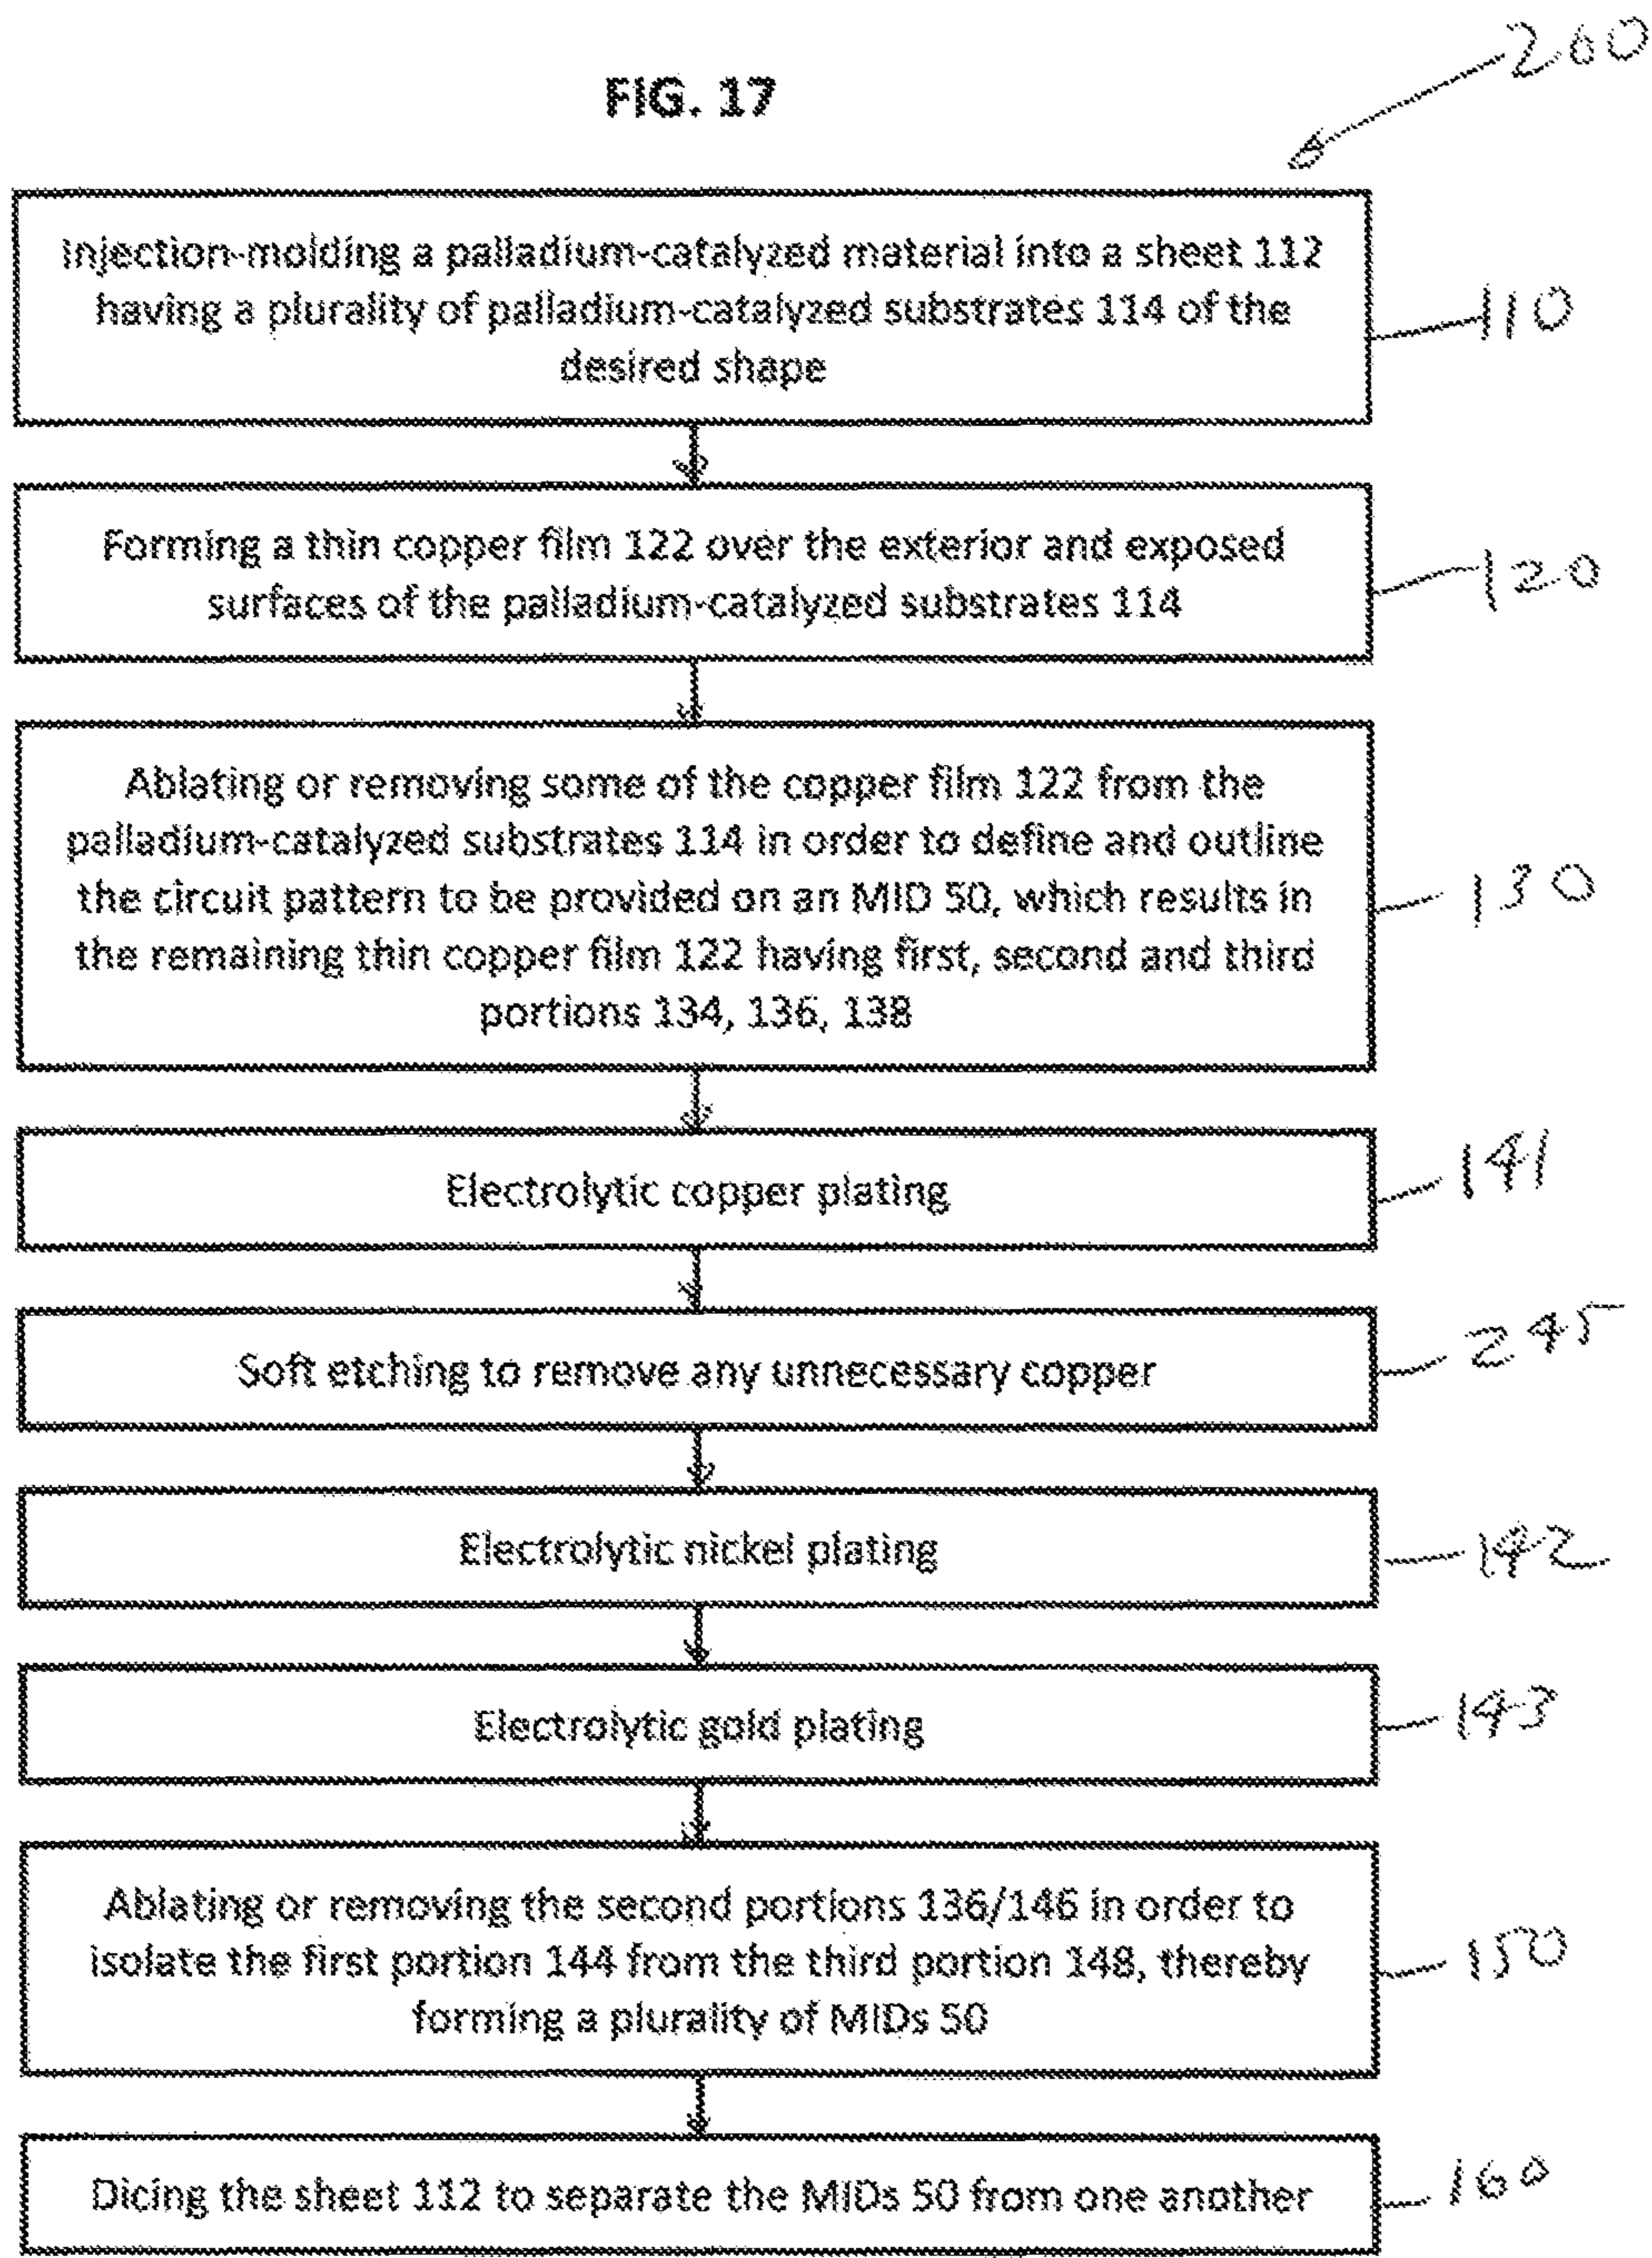 260
FIG. 17
Injection-molding a palladium-catalyzed material into a sheet 112
having a plurality of palladium-catalyzed substrates 114 of the
desired shape
110
Forming a thin copper film 122 over the exterior and exposed
surfaces of the palladium-catalyzed substrates 114
120
Ablating or removing some of the copper film 122 from the
palladium-catalyzed substrates 114 in order to define and outline
the circuit pattern to be provided on an MID 50, which results in
the remaining thin copper film 122 having first, second and third
portions 134, 136, 138
130
Electrolytic copper plating
141
Soft etching to remove any unnecessary copper
245
Electrolytic nickel plating
142
Electrolytic gold plating
143
Ablating or removing the second portions 136/146 in order to
isolate the first portion 144 from the third portion 148, thereby
forming a plurality of MIDs 50
150
Dicing the sheet 112 to separate the MIDs 50 from one another
160